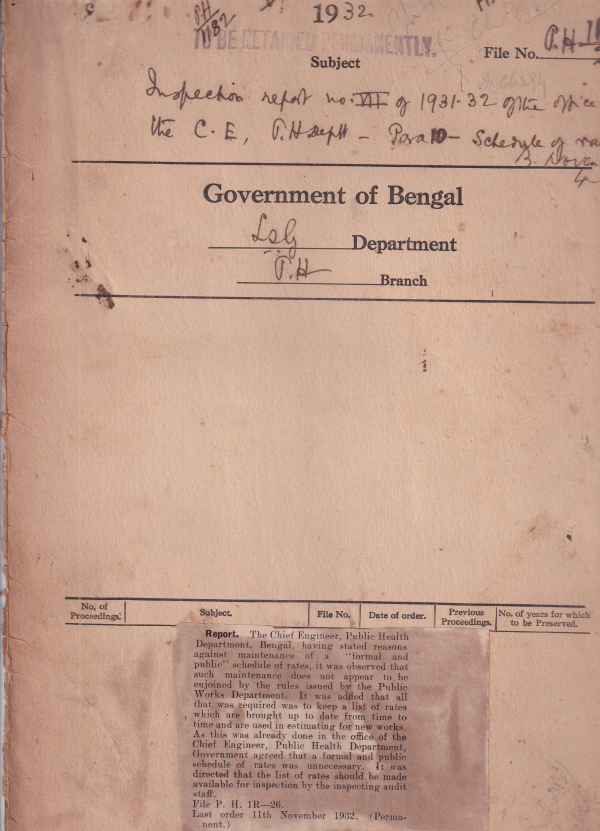 PH
1932
TO BE RETAINED PERMANENTLY.
Subject
File No. P.H
Inspection report no. VII of 1931-32 of the office
the C.E, P.H Deptt - Para 10 - Schedule of
Government of Bengal
LSG Department
P.H Branch
No. of Proceedings.
Subject.
File No.
Date of order.
Previous Proceedings.
No. of years for which to be Preserved.
Report. The Chief Engineer, Public Health
Department, Bengal, having stated reasons
against maintenance of a "formal and
public" schedule of rates, it was observed that
such maintenance does not appear to be
enjoined by the rules issued by the Public
Works Department. It was added that all
that was required was to keep a list of rates
which are brought up to date from time to
time and are used in estimating for new works.
As this was already done in the office of the
Chief Engineer, Public Health Department,
Government agreed that a formal and public
schedule of rates was unnecessary. It was
directed that the list of rates should be made
available for inspection by the inspecting audit
staff.
File P. H. 1R—26.
Last order 11th November 1932. (Perma-
nent.)